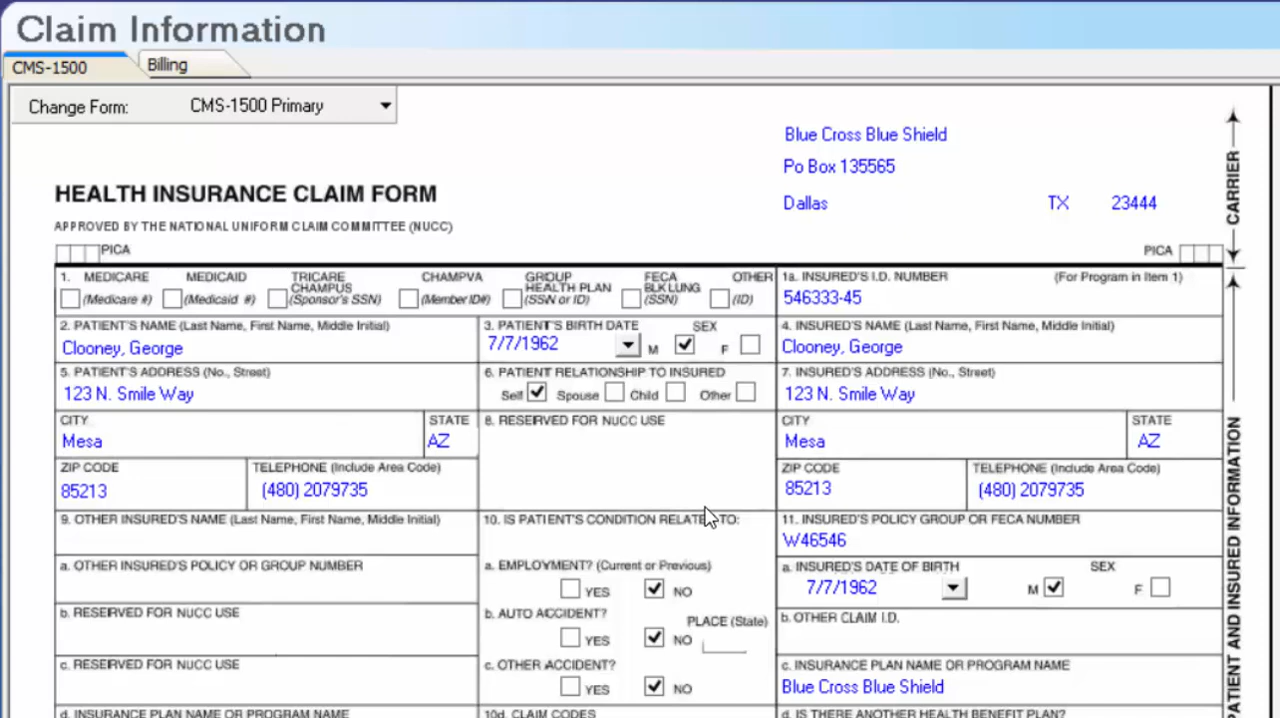 Claim Information
CMS-1500 Billing
Change Form: CMS-1500 Primary
Blue Cross Blue Shield
Po Box 135565
Dallas TX 23444
CARRIER
HEALTH INSURANCE CLAIM FORM
APPROVED BY THE NATIONAL UNIFORM CLAIM COMMITTEE (NUCC)
PICA PICA
1. MEDICARE MEDICAID TRICARE CHAMPUS CHAMPVA GROUP HEALTH PLAN FECA BLK LUNG OTHER
(Medicare #) (Medicaid #) (Sponsor's SSN) (Member ID#) (SSN or ID) (SSN) (ID)
1a. INSURED'S I.D. NUMBER (For Program in Item 1)
546333-45
2. PATIENT'S NAME (Last Name, First Name, Middle Initial)
Clooney, George
3. PATIENT'S BIRTH DATE SEX
7/7/1962 M F
4. INSURED'S NAME (Last Name, First Name, Middle Initial)
Clooney, George
5. PATIENT'S ADDRESS (No., Street)
123 N. Smile Way
6. PATIENT RELATIONSHIP TO INSURED
Self Spouse Child Other
7. INSURED'S ADDRESS (No., Street)
123 N. Smile Way
CITY STATE
Mesa AZ
8. RESERVED FOR NUCC USE
CITY STATE
Mesa AZ
ZIP CODE TELEPHONE (Include Area Code)
85213 (480) 2079735
ZIP CODE TELEPHONE (Include Area Code)
85213 (480) 2079735
9. OTHER INSURED'S NAME (Last Name, First Name, Middle Initial)
10. IS PATIENT'S CONDITION RELATED TO:
11. INSURED'S POLICY GROUP OR FECA NUMBER
W46546
a. OTHER INSURED'S POLICY OR GROUP NUMBER
a. EMPLOYMENT? (Current or Previous)
YES NO
a. INSURED'S DATE OF BIRTH SEX
7/7/1962 M F
b. RESERVED FOR NUCC USE
b. AUTO ACCIDENT? PLACE (State)
YES NO
b. OTHER CLAIM I.D.
c. RESERVED FOR NUCC USE
c. OTHER ACCIDENT?
YES NO
c. INSURANCE PLAN NAME OR PROGRAM NAME
Blue Cross Blue Shield
d. INSURANCE PLAN NAME OR PROGRAM NAME
10d. CLAIM CODES
d. IS THERE ANOTHER HEALTH BENEFIT PLAN?
PATIENT AND INSURED INFORMATION